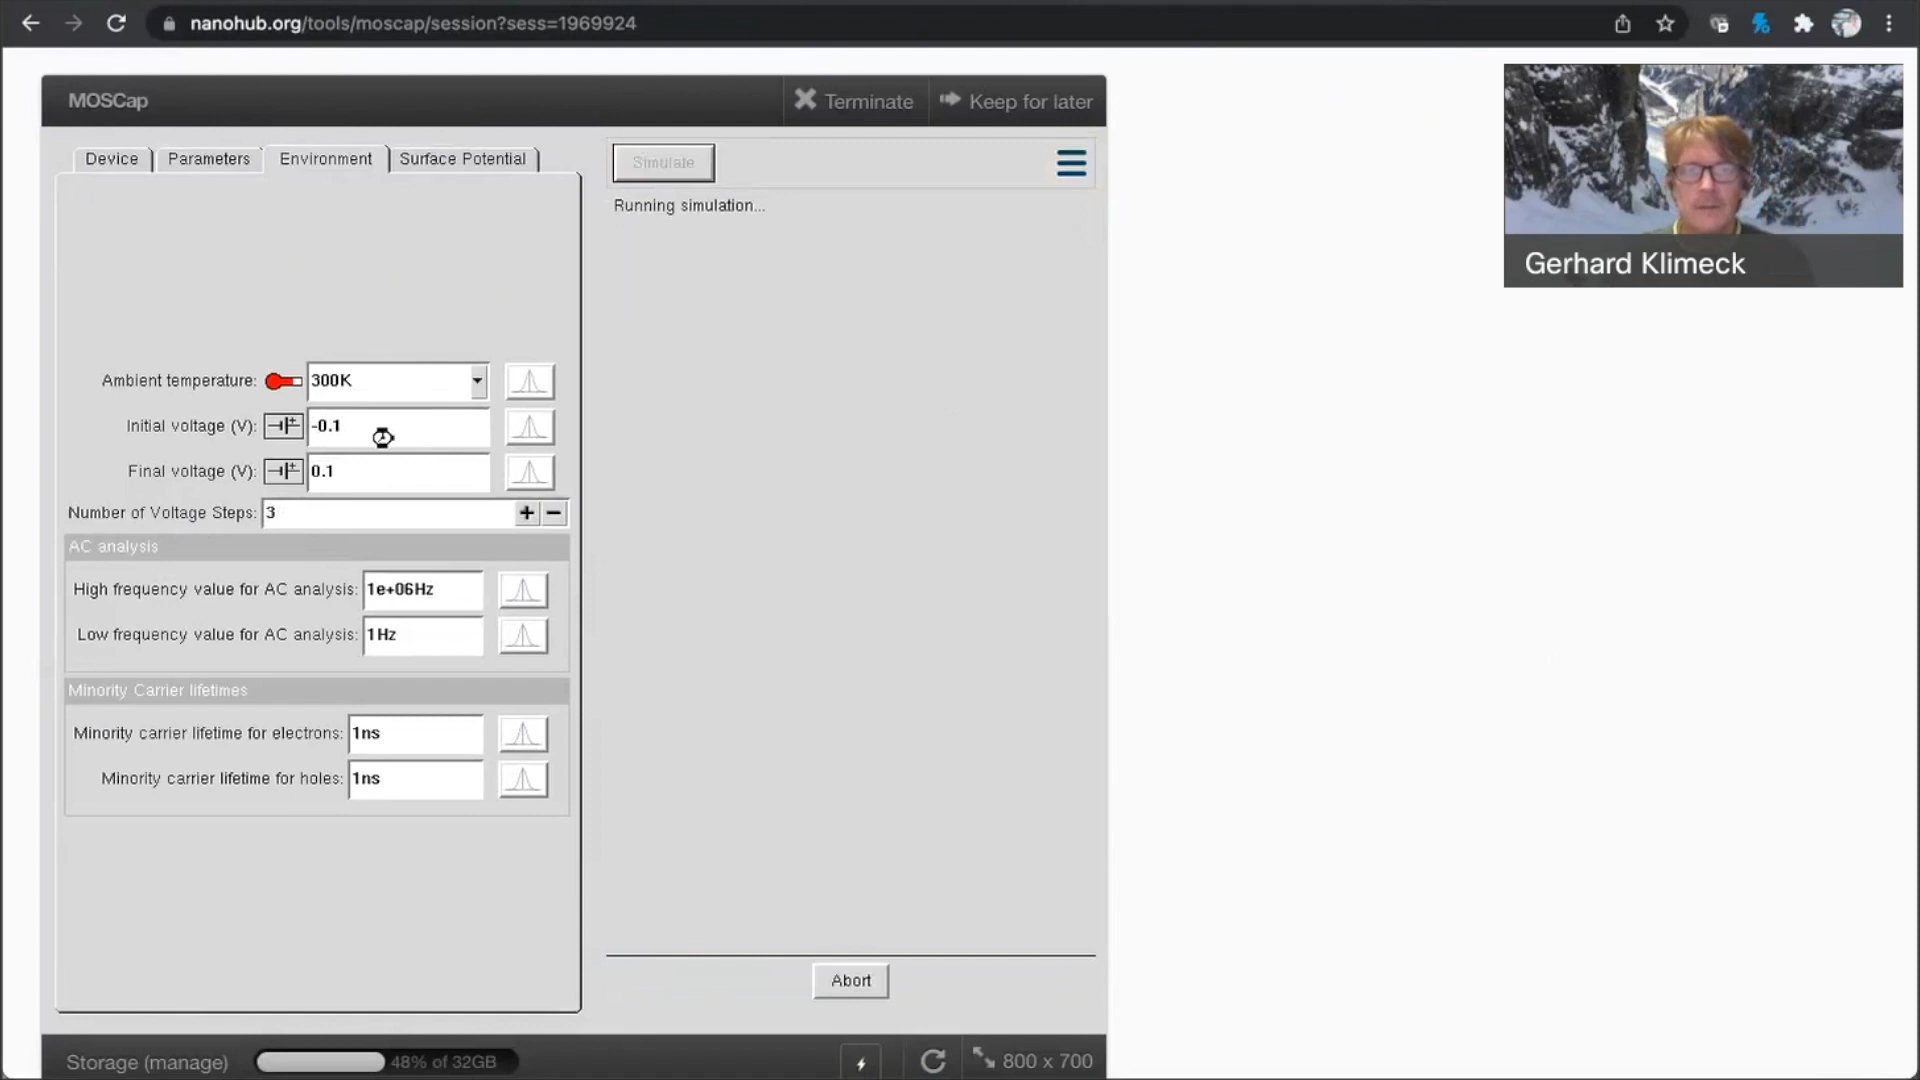 nanohub.org/tools/moscap/session?sess=1969924
MOSCap
Terminate
Keep for later
Device
Parameters
Environment
Surface Potential
Simulate
Running simulation...
Ambient temperature:
300K
Initial voltage (V):
-0.1
Final voltage (V):
0.1
Number of Voltage Steps:
3
AC analysis
High frequency value for AC analysis:
1e+06Hz
Low frequency value for AC analysis:
1Hz
Minority Carrier lifetimes
Minority carrier lifetime for electrons:
1ns
Minority carrier lifetime for holes:
1ns
Abort
Storage (manage)
48% of 32GB
800 x 700
Gerhard Klimeck